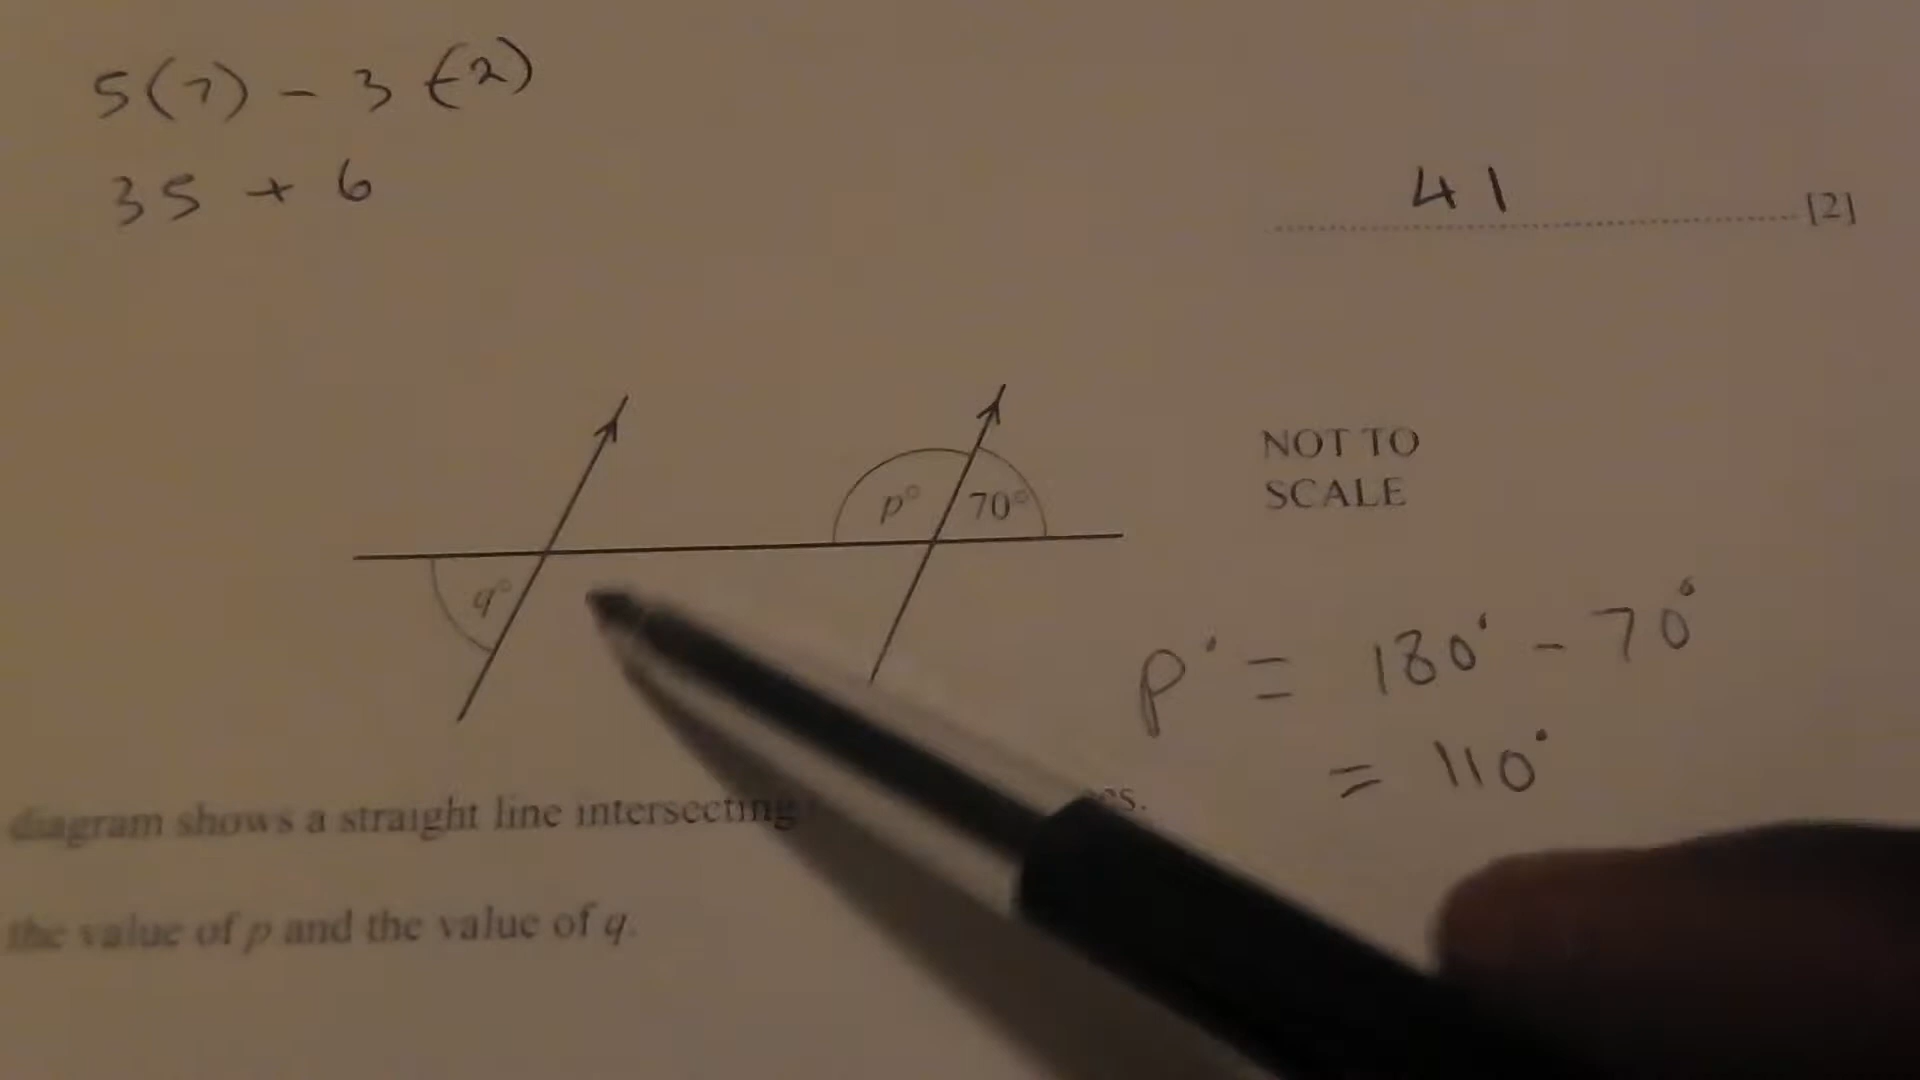 5(7) - 3(-2)
35 + 6
41
[2]
NOT TO
SCALE
p°
70°
q°
p° = 180° - 70°
= 110°
diagram shows a straight line intersecting
the value of p and the value of q.